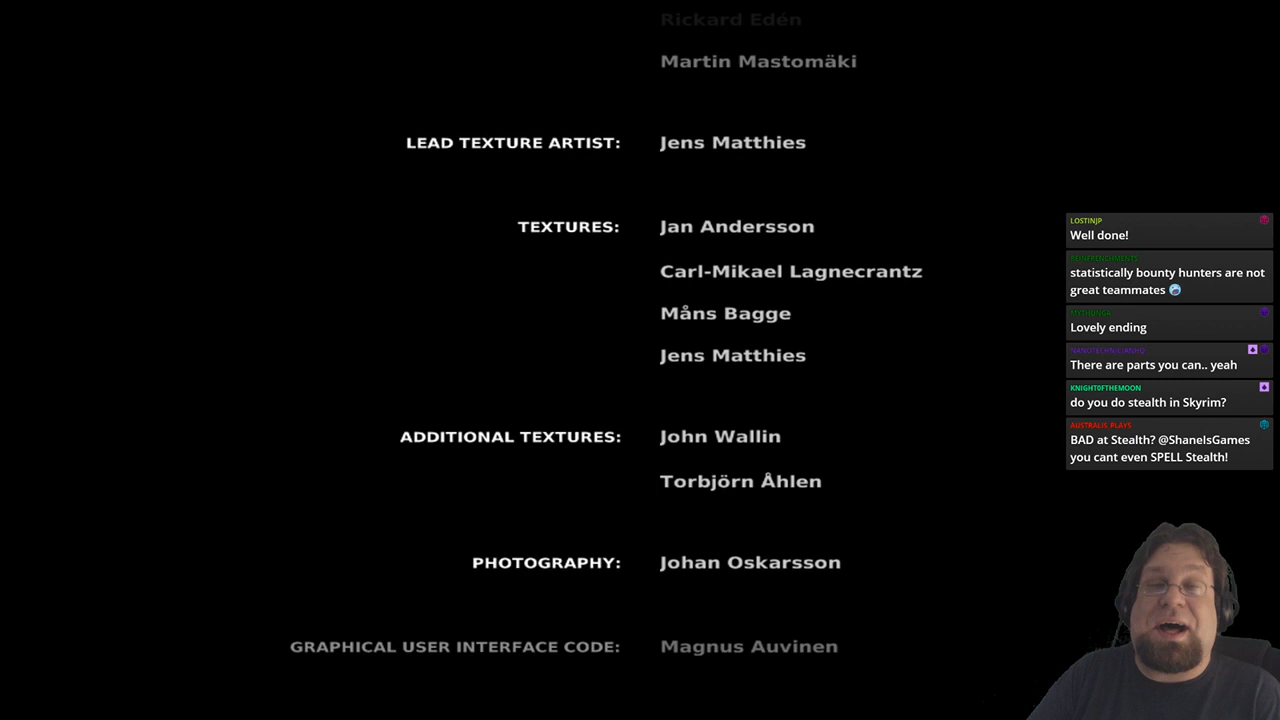 Rickard Edén
Martin Mastomäki
LEAD TEXTURE ARTIST: Jens Matthies
TEXTURES: Jan Andersson
Carl-Mikael Lagnecrantz
Måns Bagge
Jens Matthies
ADDITIONAL TEXTURES: John Wallin
Torbjörn Åhlen
PHOTOGRAPHY: Johan Oskarsson
GRAPHICAL USER INTERFACE CODE: Magnus Auvinen
LOSTINJP
Well done!
statistically bounty hunters are not
great teammates
Lovely ending
There are parts you can.. yeah
KNIGHT0FTHEMOON
do you do stealth in Skyrim?
AUSTRALIS_PLAYS
BAD at Stealth? @ShaneIsGames
you cant even SPELL Stealth!